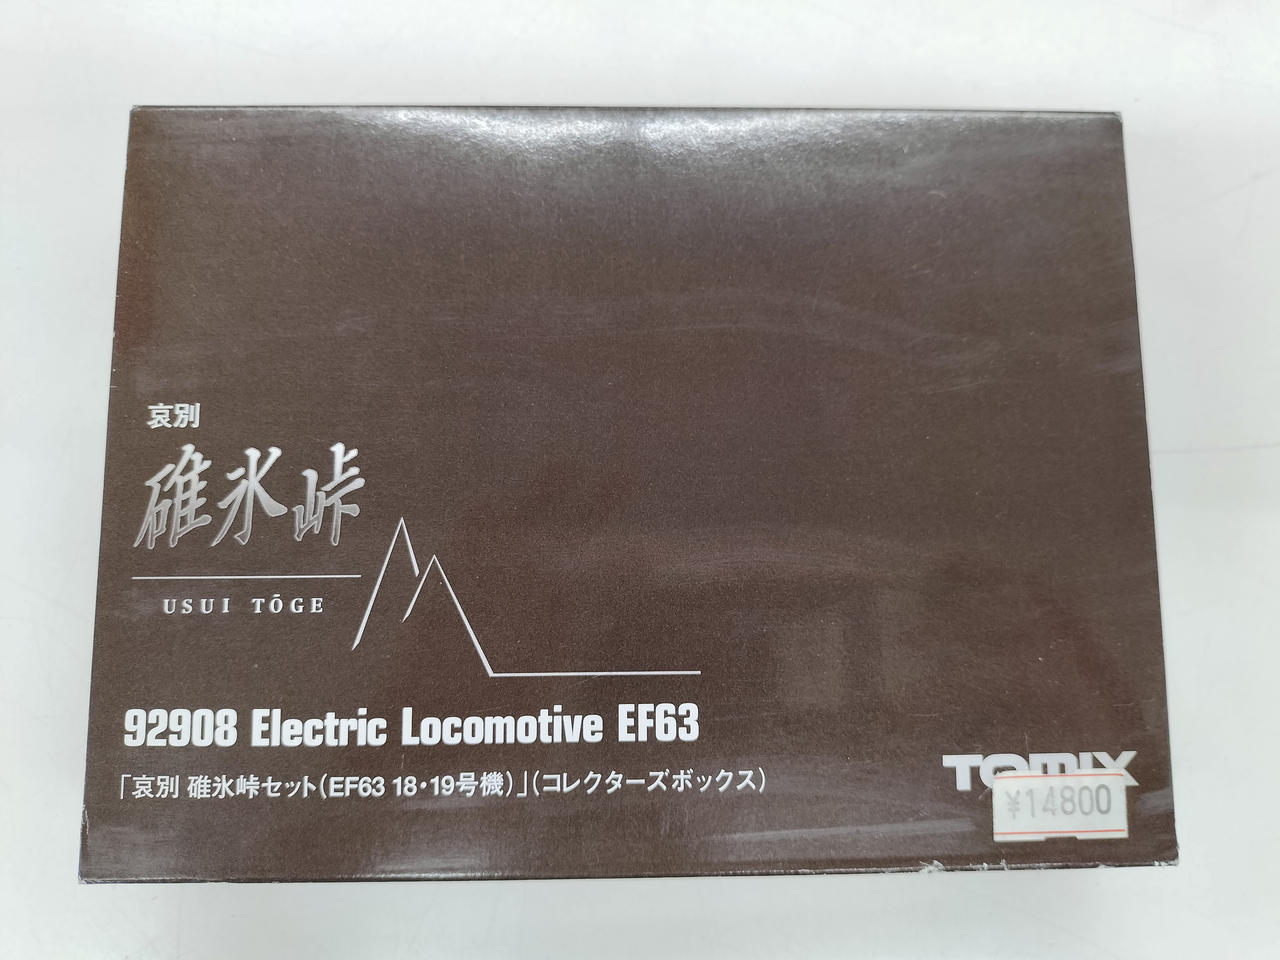 哀別
碓氷峠
USUI TŌGE
92908 Electric Locomotive EF63
「哀別 碓氷峠セット(EF63 18・19号機)」(コレクターズボックス)
TOMIX
¥14800